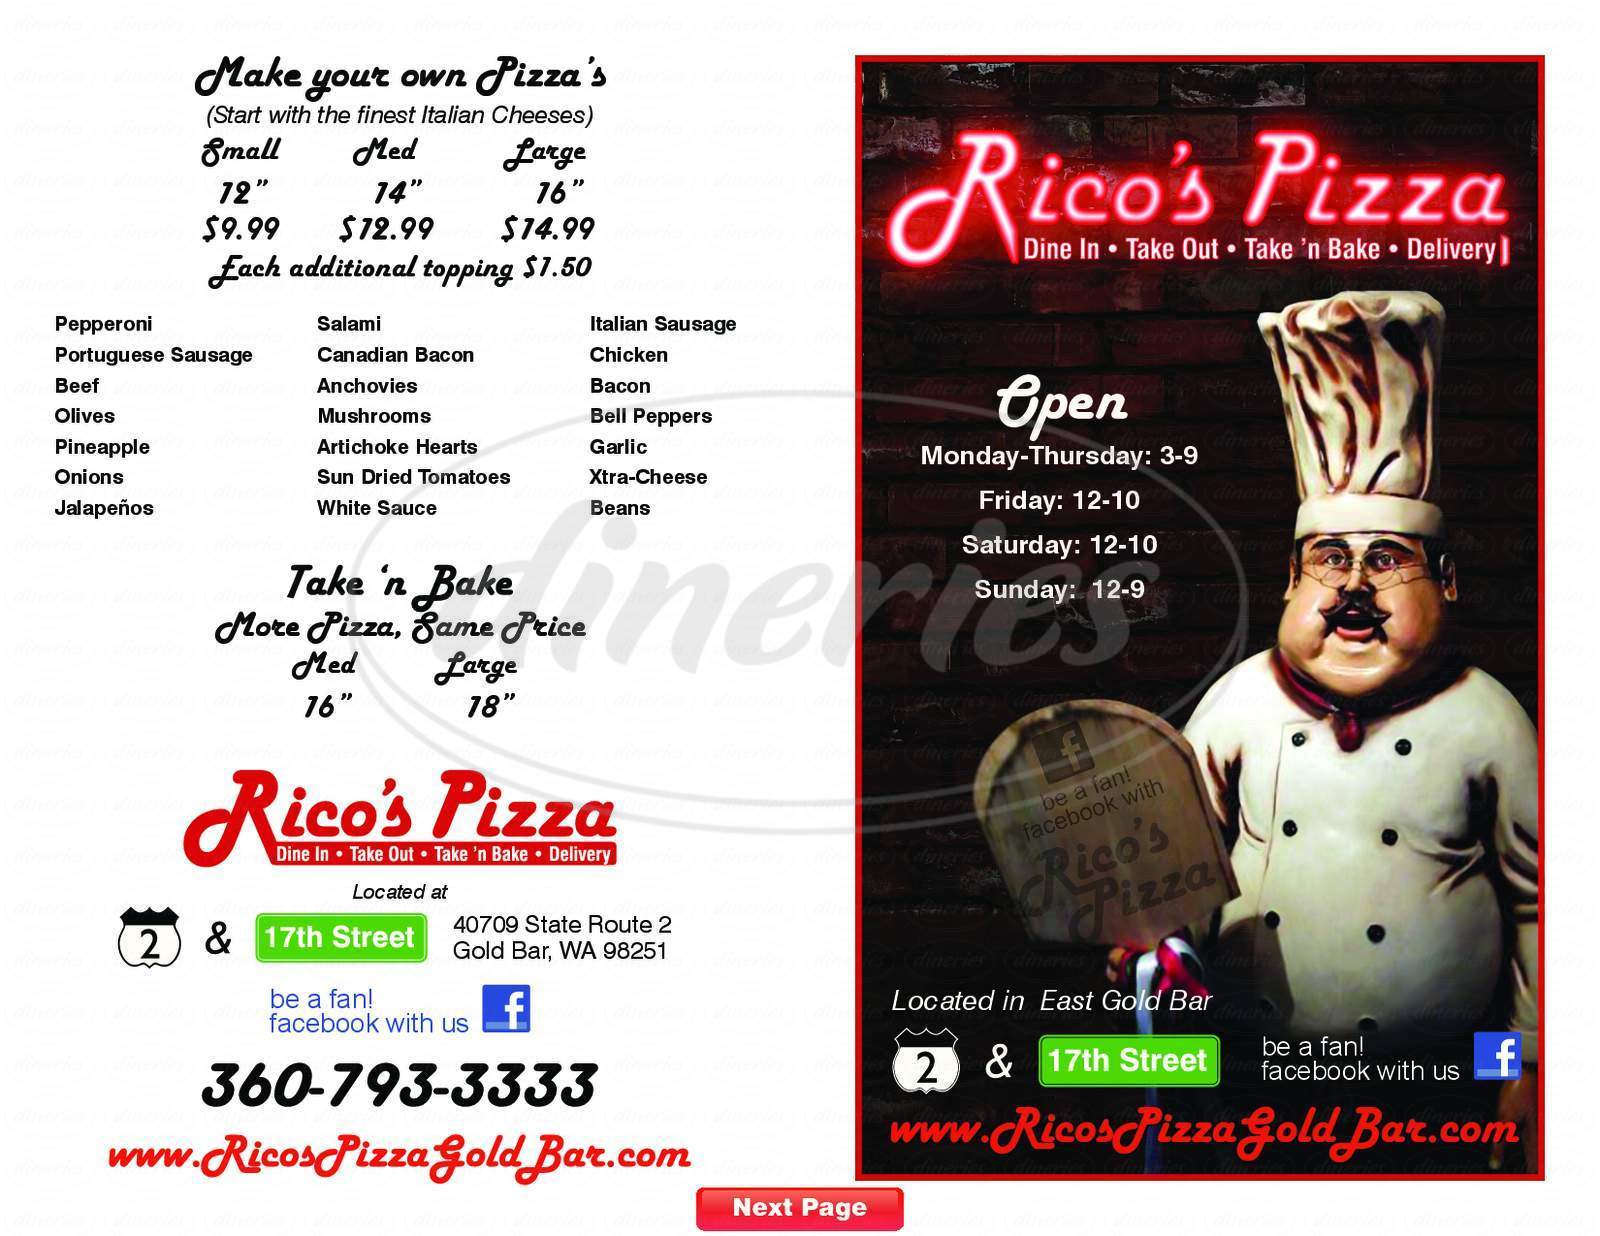 Make your own Pizza's
(Start with the finest Italian Cheeses)
Small Med Large
12" 14" 16"
$9.99 $12.99 $14.99
Each additional topping $1.50
Pepperoni Salami Italian Sausage
Portuguese Sausage Canadian Bacon Chicken
Beef Anchovies Bacon
Olives Mushrooms Bell Peppers
Pineapple Artichoke Hearts Garlic
Onions Sun Dried Tomatoes Xtra-Cheese
Jalapeños White Sauce Beans
Take 'n Bake
More Pizza, Same Price
Med Large
16" 18"
Rico's Pizza
Dine In • Take Out • Take 'n Bake • Delivery
Located at
2 & 17th Street
40709 State Route 2
Gold Bar, WA 98251
be a fan!
facebook with us f
360-793-3333
www.RicosPizzaGoldBar.com
Rico's Pizza
Dine In • Take Out • Take 'n Bake • Delivery
Open
Monday-Thursday: 3-9
Friday: 12-10
Saturday: 12-10
Sunday: 12-9
f
be a fan!
facebook with
Rico's
Pizza
Located in East Gold Bar
2 & 17th Street
be a fan!
facebook with us f
www.RicosPizzaGoldBar.com
Next Page
dineries